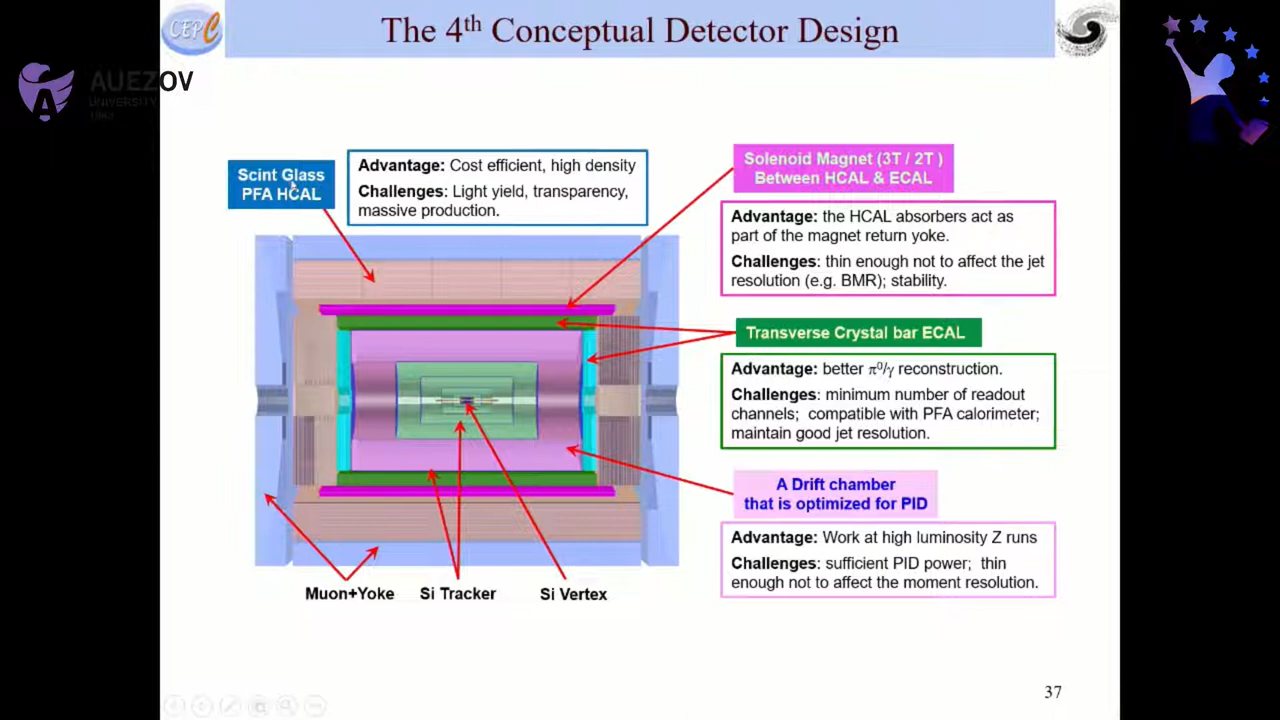 The 4th Conceptual Detector Design
CEPC
AUEZOV
UNIVERSITY
Scint Glass
PFA HCAL
Advantage: Cost efficient, high density
Challenges: Light yield, transparency,
massive production.
Solenoid Magnet (3T / 2T )
Between HCAL & ECAL
Advantage: the HCAL absorbers act as
part of the magnet return yoke.
Challenges: thin enough not to affect the jet
resolution (e.g. BMR); stability.
Transverse Crystal bar ECAL
Advantage: better π⁰/γ reconstruction.
Challenges: minimum number of readout
channels; compatible with PFA calorimeter;
maintain good jet resolution.
A Drift chamber
that is optimized for PID
Advantage: Work at high luminosity Z runs
Challenges: sufficient PID power; thin
enough not to affect the moment resolution.
Muon+Yoke
Si Tracker
Si Vertex
37